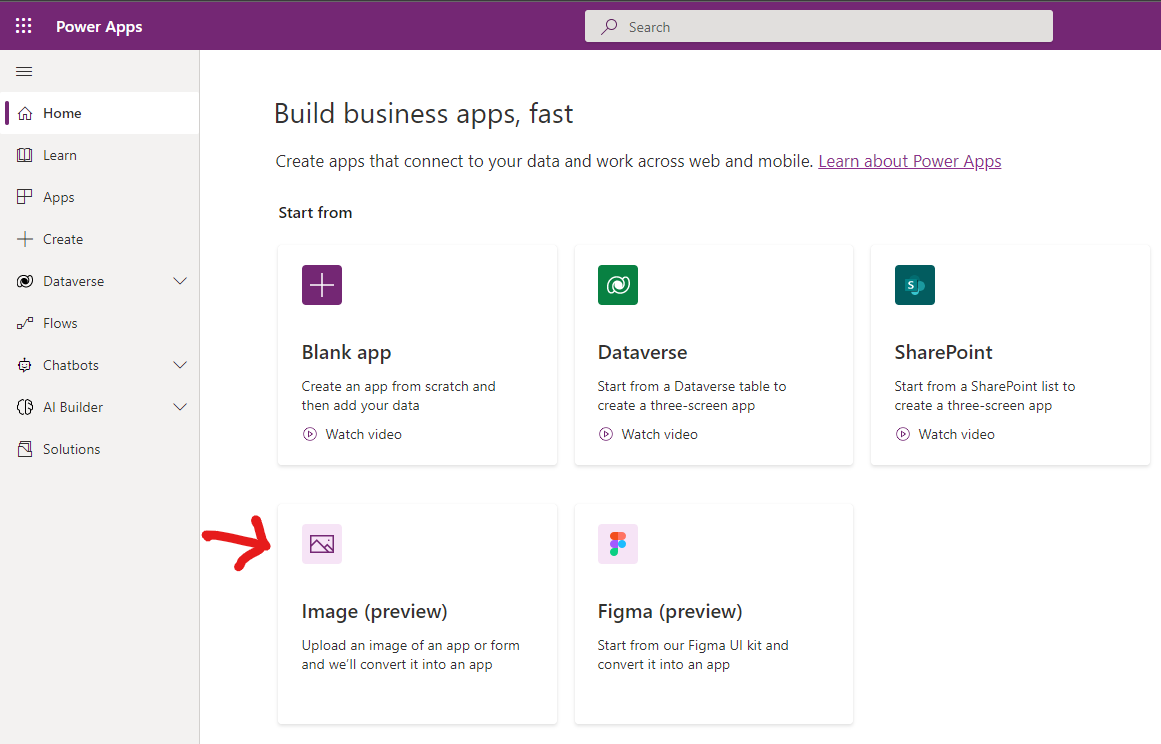 Power Apps
Search
Home
Learn
Apps
Create
Dataverse
Flows
Chatbots
AI Builder
Solutions
Build business apps, fast
Create apps that connect to your data and work across web and mobile. Learn about Power Apps
Start from
Blank app
Create an app from scratch and
then add your data
Watch video
Dataverse
Start from a Dataverse table to
create a three-screen app
Watch video
S
SharePoint
Start from a SharePoint list to
create a three-screen app
Watch video
Image (preview)
Upload an image of an app or form
and we’ll convert it into an app
Figma (preview)
Start from our Figma UI kit and
convert it into an app